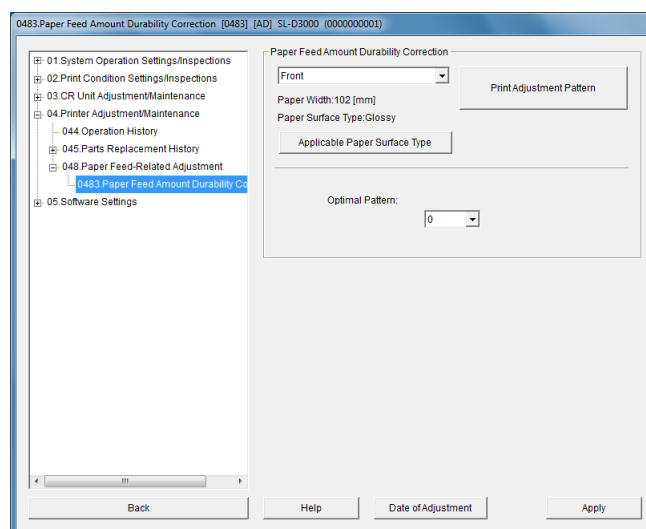 0483.Paper Feed Amount Durability Correction [0483] [AD] SL-D3000 (0000000001)
01.System Operation Settings/Inspections
02.Print Condition Settings/Inspections
03.CR Unit Adjustment/Maintenance
04.Printer Adjustment/Maintenance
044.Operation History
045.Parts Replacement History
048.Paper Feed-Related Adjustment
0483.Paper Feed Amount Durability Co
05.Software Settings
Paper Feed Amount Durability Correction
Front
Print Adjustment Pattern
Paper Width:102 [mm]
Paper Surface Type:Glossy
Applicable Paper Surface Type
Optimal Pattern:
0
Back
Help
Date of Adjustment
Apply